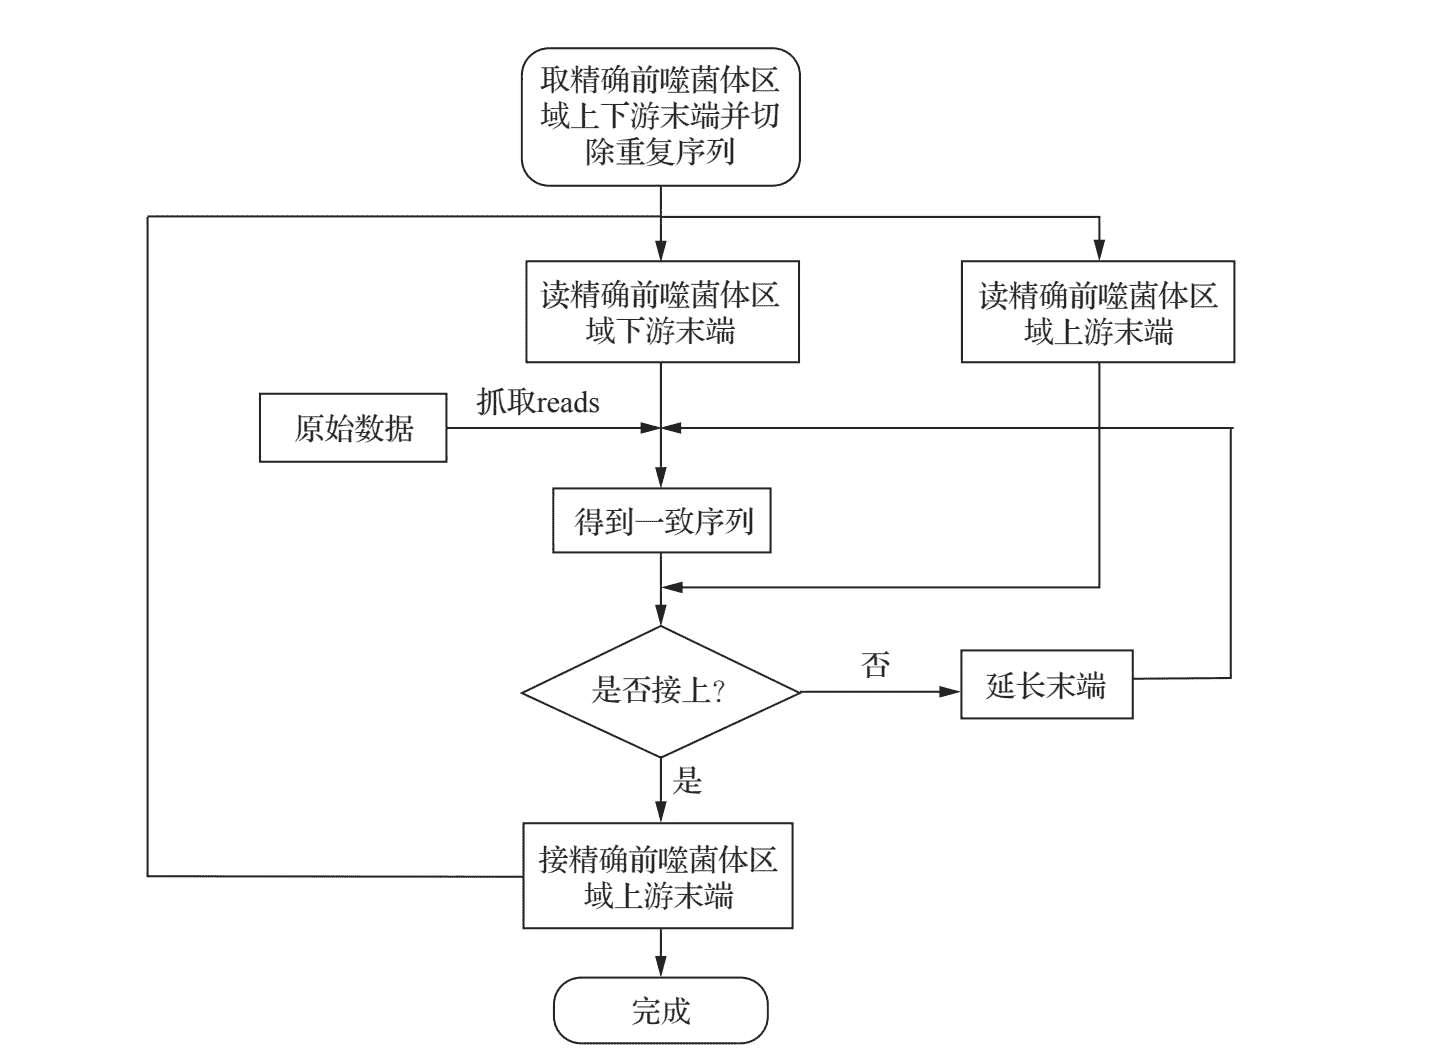 取精确前噬菌体区
域上下游末端并切
除重复序列
读精确前噬菌体区
域下游末端
读精确前噬菌体区
域上游末端
抓取reads
原始数据
得到一致序列
是否接上?
否
延长末端
是
接精确前噬菌体区
域上游末端
完成